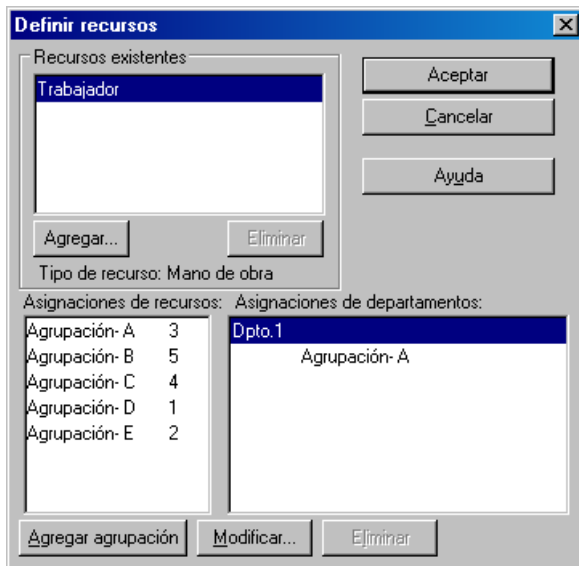 Definir recursos
Recursos existentes
Trabajador
Aceptar
Cancelar
Ayuda
Agregar...
Eliminar
Tipo de recurso: Mano de obra
Asignaciones de recursos:
Agrupación- A 3
Agrupación- B 5
Agrupación- C 4
Agrupación- D 1
Agrupación- E 2
Asignaciones de departamentos:
Dpto.1
Agrupación- A
Agregar agrupación
Modificar...
Eliminar